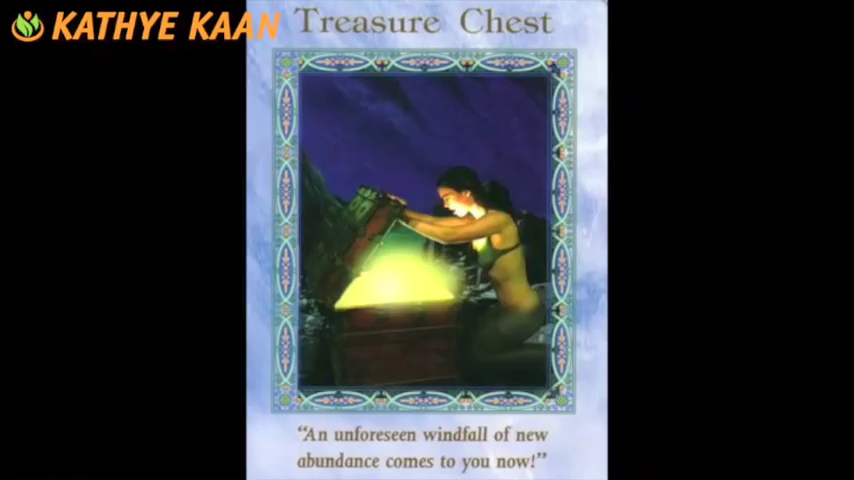 KATHYE KAAN
Treasure Chest
“An unforeseen windfall of new
abundance comes to you now!”